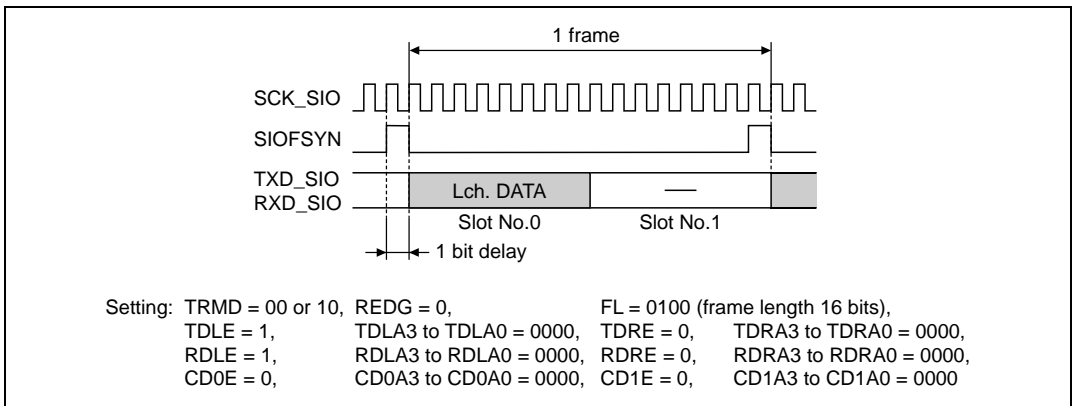 1 frame
SCK_SIO
SIOFSYN
TXD_SIO
RXD_SIO
Lch. DATA
—
Slot No.0 Slot No.1
1 bit delay
Setting: TRMD = 00 or 10, REDG = 0, FL = 0100 (frame length 16 bits),
TDLE = 1, TDLA3 to TDLA0 = 0000, TDRE = 0, TDRA3 to TDRA0 = 0000,
RDLE = 1, RDLA3 to RDLA0 = 0000, RDRE = 0, RDRA3 to RDRA0 = 0000,
CD0E = 0, CD0A3 to CD0A0 = 0000, CD1E = 0, CD1A3 to CD1A0 = 0000